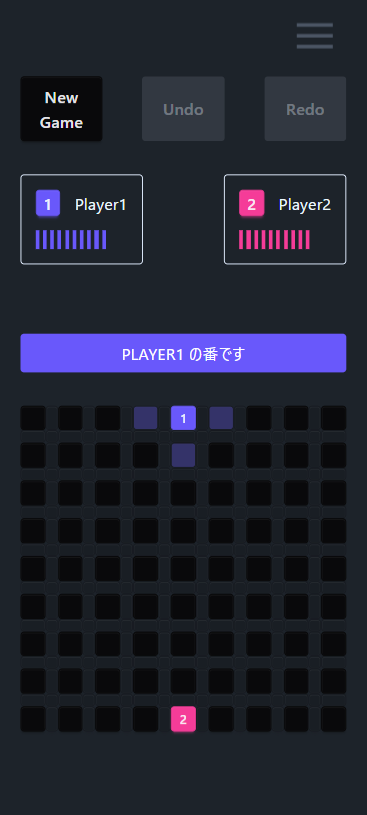 New
Game
Undo
Redo
1 Player1
2 Player2
PLAYER1 の番です
1
2